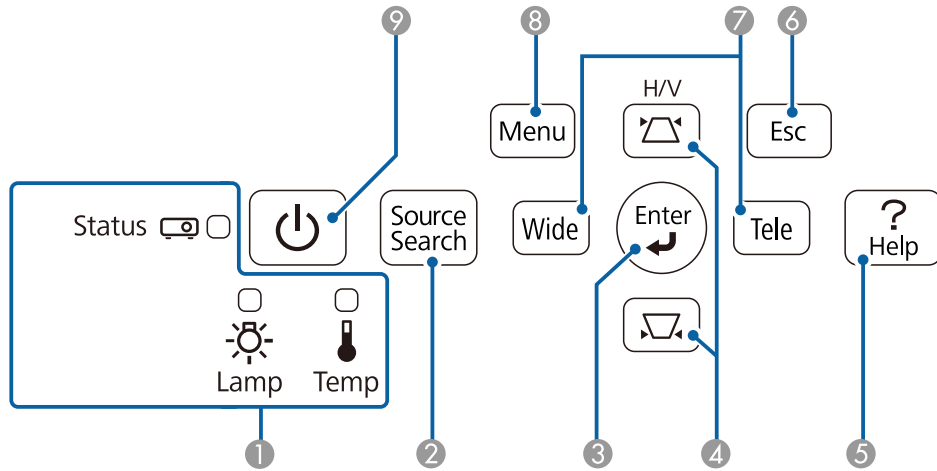 9
8
7
6
H/V
Menu
Esc
Status
Source
Search
Wide
Enter
Tele
?
Help
Lamp
Temp
1
2
3
4
5